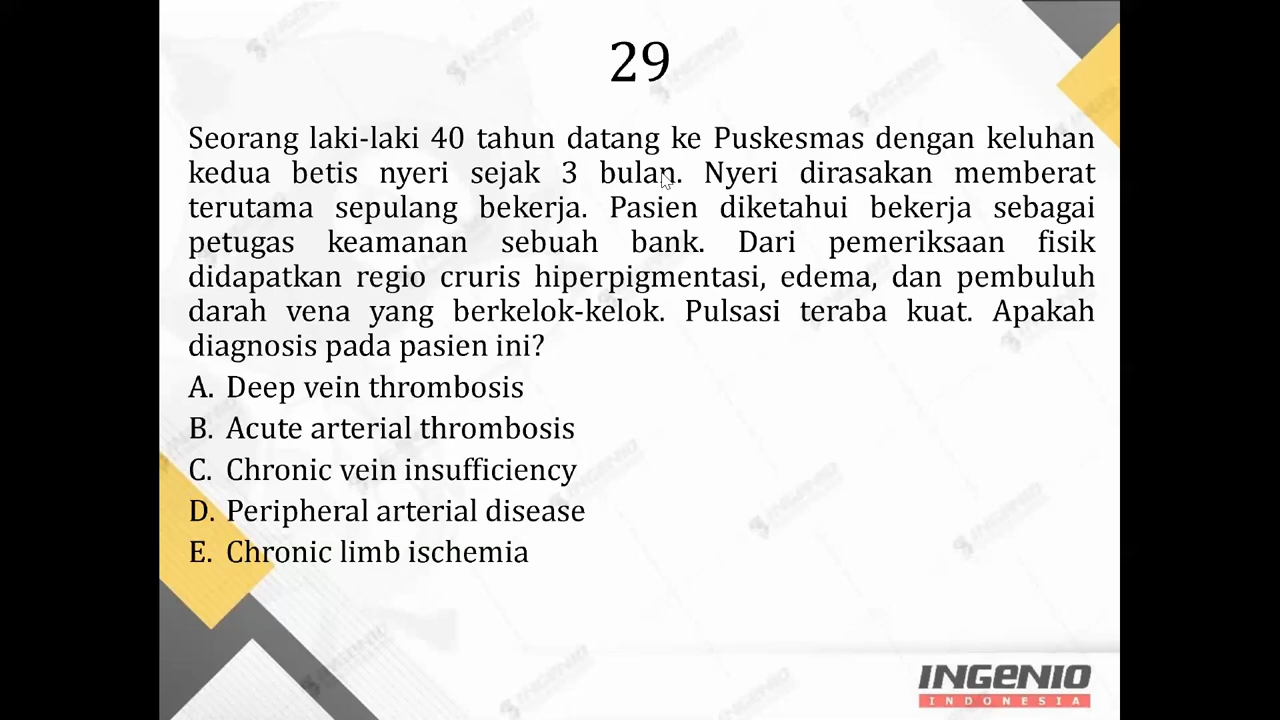 29
Seorang laki-laki 40 tahun datang ke Puskesmas dengan keluhan
kedua betis nyeri sejak 3 bulan. Nyeri dirasakan memberat
terutama sepulang bekerja. Pasien diketahui bekerja sebagai
petugas keamanan sebuah bank. Dari pemeriksaan fisik
didapatkan regio cruris hiperpigmentasi, edema, dan pembuluh
darah vena yang berkelok-kelok. Pulsasi teraba kuat. Apakah
diagnosis pada pasien ini?
A. Deep vein thrombosis
B. Acute arterial thrombosis
C. Chronic vein insufficiency
D. Peripheral arterial disease
E. Chronic limb ischemia
INGENIO
INDONESIA